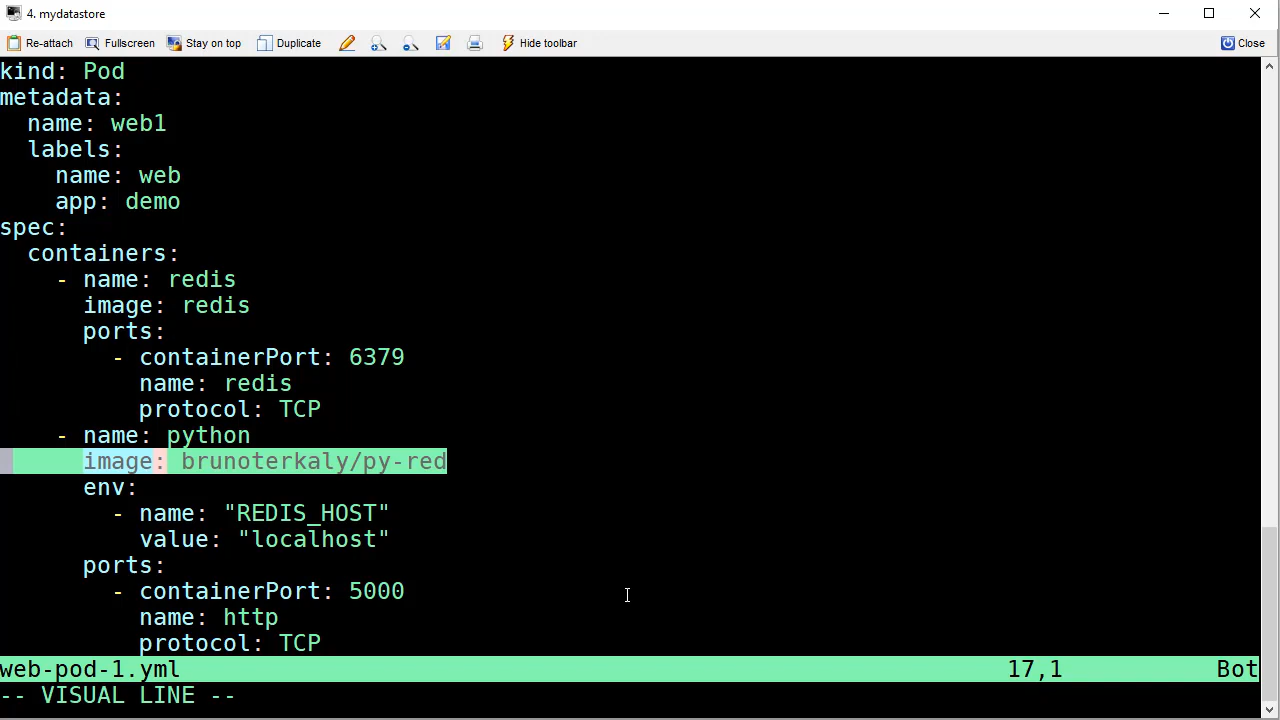 4. mydatastore
Re-attach Fullscreen Stay on top Duplicate Hide toolbar Close
kind: Pod
metadata:
  name: web1
  labels:
    name: web
    app: demo
spec:
  containers:
    - name: redis
      image: redis
      ports:
        - containerPort: 6379
          name: redis
          protocol: TCP
    - name: python
      image: brunoterkaly/py-red
      env:
        - name: "REDIS_HOST"
          value: "localhost"
      ports:
        - containerPort: 5000
          name: http
          protocol: TCP
web-pod-1.yml 17,1 Bot
-- VISUAL LINE --